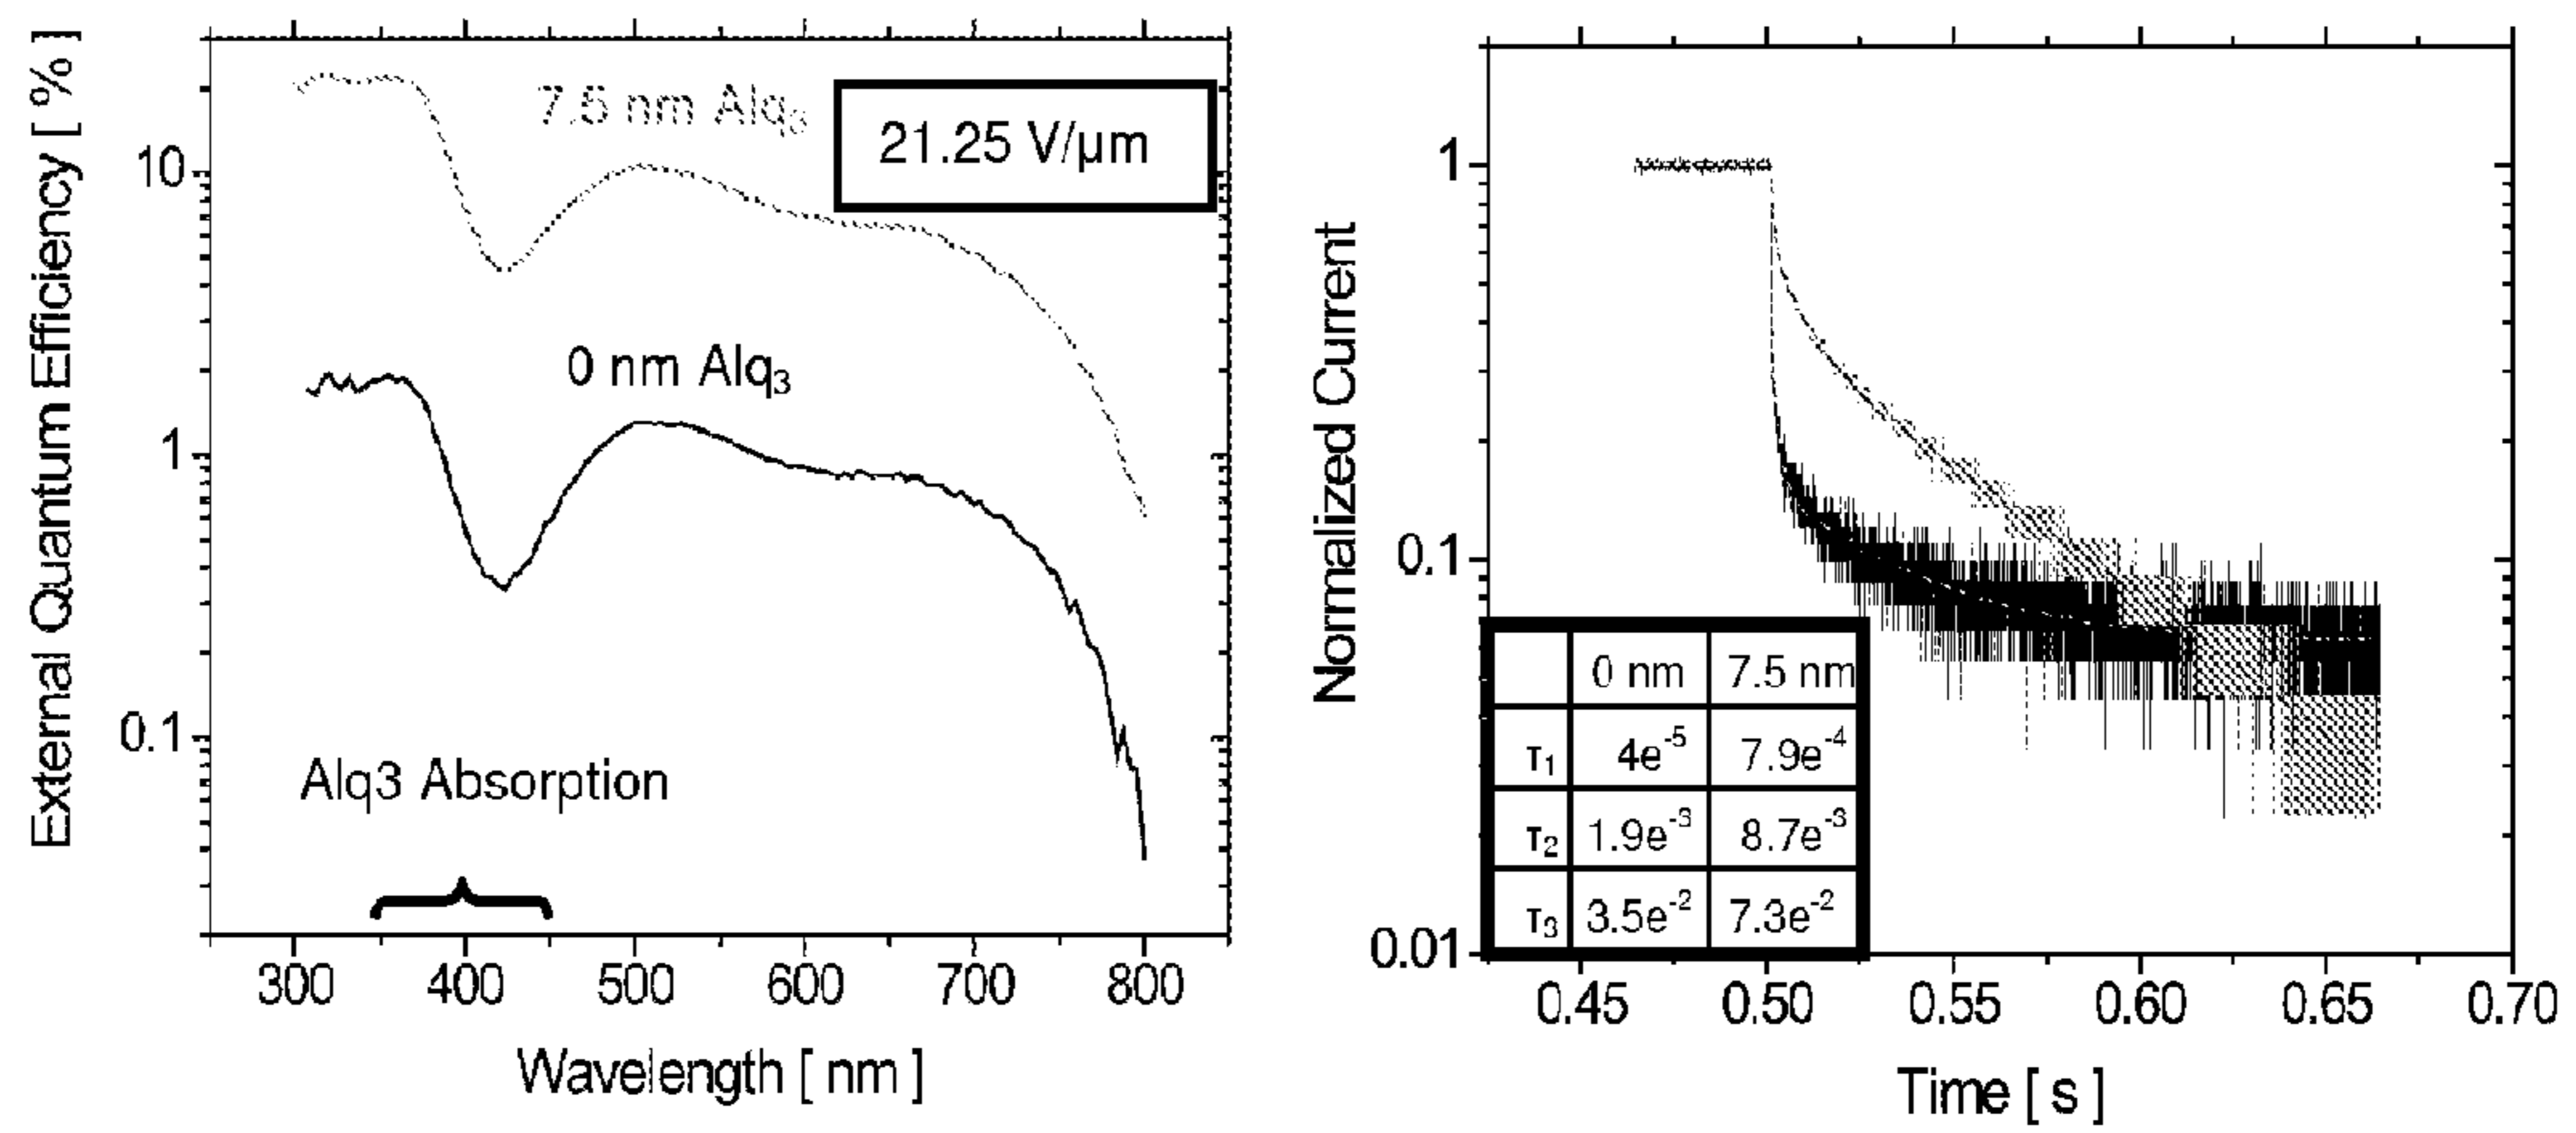 External Quantum Efficiency [ % ]
10
1
0.1
7.5 nm Alq3
21.25 V/µm
0 nm Alq3
Alq3 Absorption
300 400 500 600 700 800
Wavelength [ nm ]
Normalized Current
1
0.1
0.01
0 nm 7.5 nm
τ1 4e-5 7.9e-4
τ2 1.9e-3 8.7e-3
τ3 3.5e-2 7.3e-2
0.45 0.50 0.55 0.60 0.65 0.70
Time [ s ]